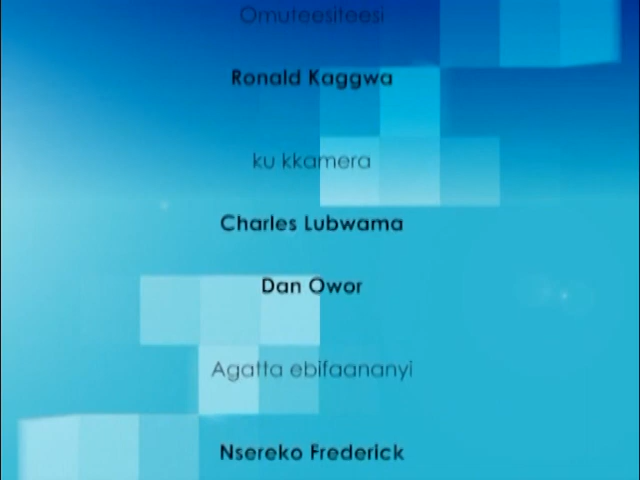 Omuteesiteesi
Ronald Kaggwa
ku kkamera
Charles Lubwama
Dan Owor
Agatta ebifaananyi
Nsereko Frederick